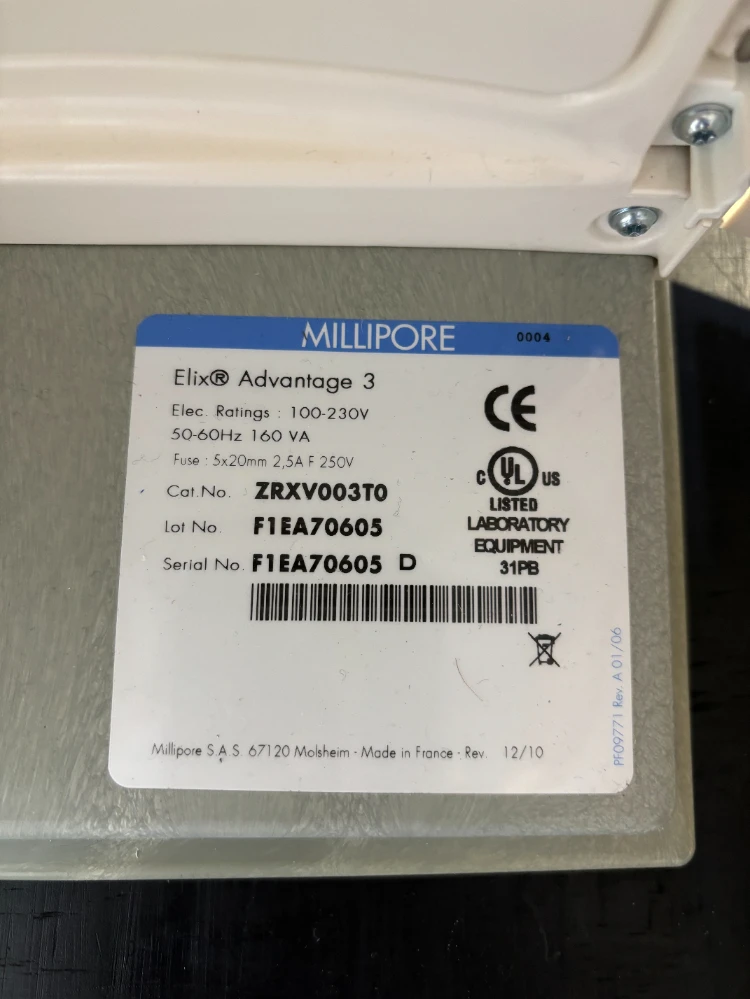 MILLIPORE 0004
Elix® Advantage 3
Elec. Ratings : 100-230V
50-60Hz 160 VA
Fuse : 5x20mm 2,5A F 250V
Cat.No. ZRXV003T0
Lot No. F1EA70605
Serial No. F1EA70605 D
CE
C UL US
LISTED
LABORATORY
EQUIPMENT
31PB
PF09771 Rev. A 01/06
Millipore S.A.S. 67120 Molsheim - Made in France - Rev. 12/10